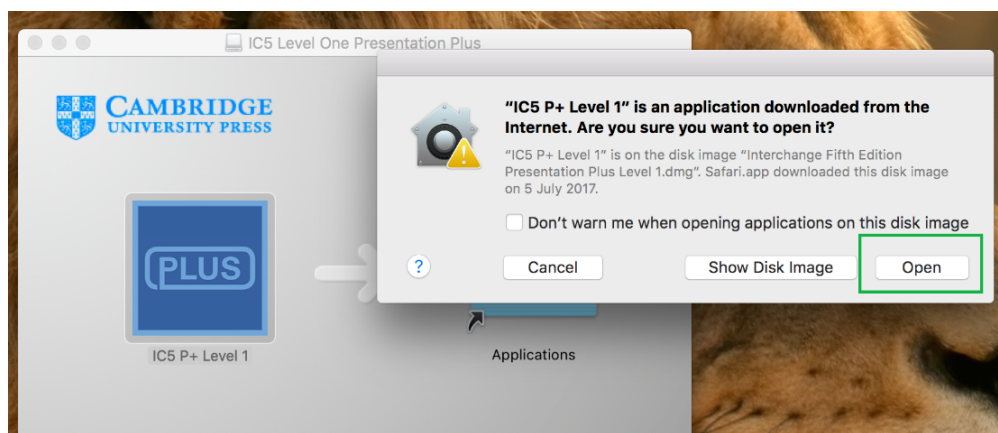 IC5 Level One Presentation Plus
CAMBRIDGE
UNIVERSITY PRESS
PLUS
IC5 P+ Level 1
Applications
“IC5 P+ Level 1” is an application downloaded from the
Internet. Are you sure you want to open it?
“IC5 P+ Level 1” is on the disk image “Interchange Fifth Edition
Presentation Plus Level 1.dmg”. Safari.app downloaded this disk image
on 5 July 2017.
Don’t warn me when opening applications on this disk image
?
Cancel
Show Disk Image
Open